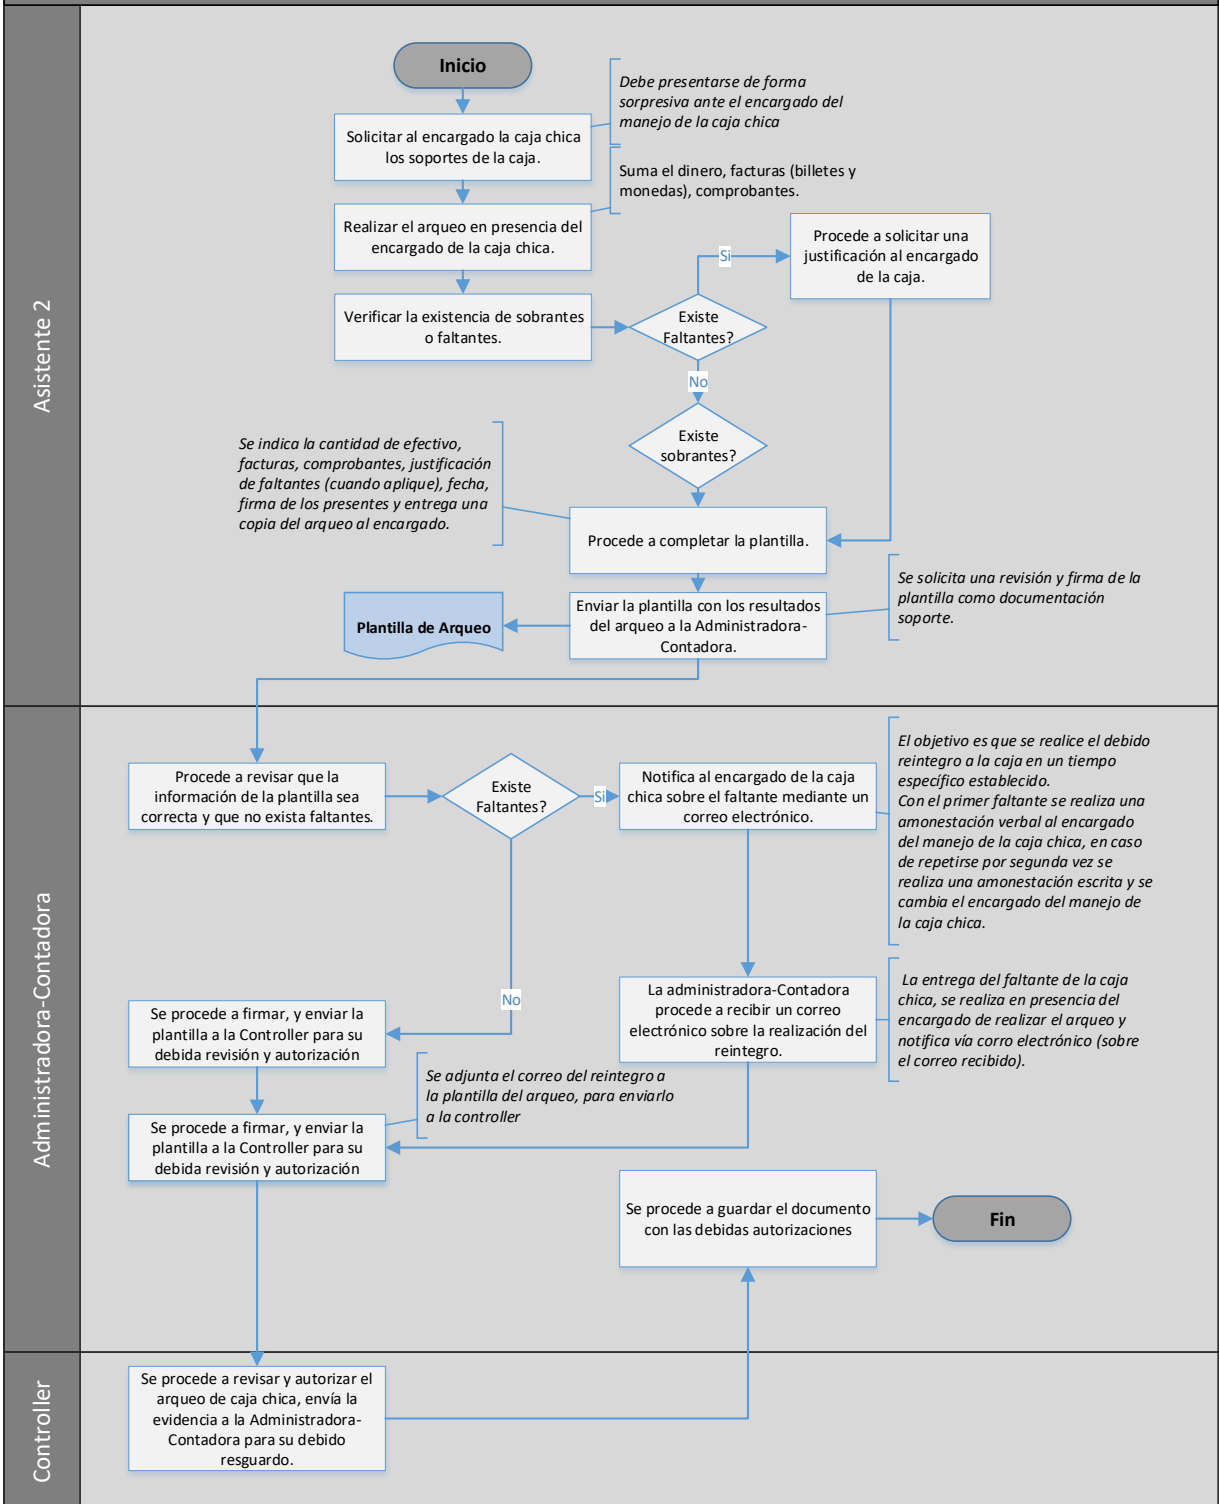 Asistente 2
Inicio
Debe presentarse de forma
sorpresiva ante el encargado del
manejo de la caja chica
Solicitar al encargado la caja chica
los soportes de la caja.
Suma el dinero, facturas (billetes y
monedas), comprobantes.
Realizar el arqueo en presencia del
encargado de la caja chica.
Procede a solicitar una
justificación al encargado
de la caja.
Si
Verificar la existencia de sobrantes
o faltantes.
Existe
Faltantes?
No
Existe
sobrantes?
Se indica la cantidad de efectivo,
facturas, comprobantes, justificación
de faltantes (cuando aplique), fecha,
firma de los presentes y entrega una
copia del arqueo al encargado.
Procede a completar la plantilla.
Se solicita una revisión y firma de la
plantilla como documentación
soporte.
Enviar la plantilla con los resultados
del arqueo a la Administradora-
Contadora.
Plantilla de Arqueo
Administradora-Contadora
Procede a revisar que la
información de la plantilla sea
correcta y que no exista faltantes.
Existe
Faltantes?
Si
Notifica al encargado de la caja
chica sobre el faltante mediante un
correo electrónico.
El objetivo es que se realice el debido
reintegro a la caja en un tiempo
específico establecido.
Con el primer faltante se realiza una
amonestación verbal al encargado
del manejo de la caja chica, en caso
de repetirse por segunda vez se
realiza una amonestación escrita y se
cambia el encargado del manejo de
la caja chica.
No
La administradora-Contadora
procede a recibir un correo
electrónico sobre la realización del
reintegro.
La entrega del faltante de la caja
chica, se realiza en presencia del
encargado de realizar el arqueo y
notifica vía corro electrónico (sobre
el correo recibido).
Se procede a firmar, y enviar la
plantilla a la Controller para su
debida revisión y autorización
Se adjunta el correo del reintegro a
la plantilla del arqueo, para enviarlo
a la controller
Se procede a firmar, y enviar la
plantilla a la Controller para su
debida revisión y autorización
Se procede a guardar el documento
con las debidas autorizaciones
Fin
Controller
Se procede a revisar y autorizar el
arqueo de caja chica, envía la
evidencia a la Administradora-
Contadora para su debido
resguardo.